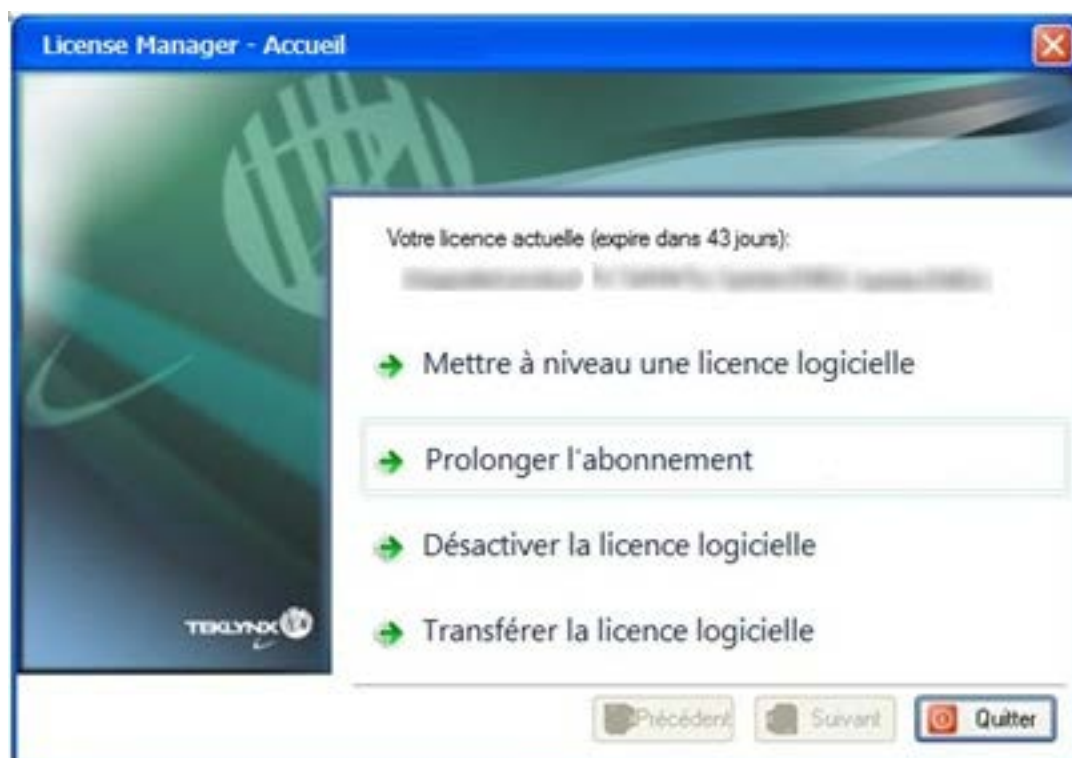 License Manager - Accueil
Votre licence actuelle (expire dans 43 jours):
Mettre à niveau une licence logicielle
Prolonger l'abonnement
Désactiver la licence logicielle
Transférer la licence logicielle
TEKLYNX
Précédent
Suivant
Quitter